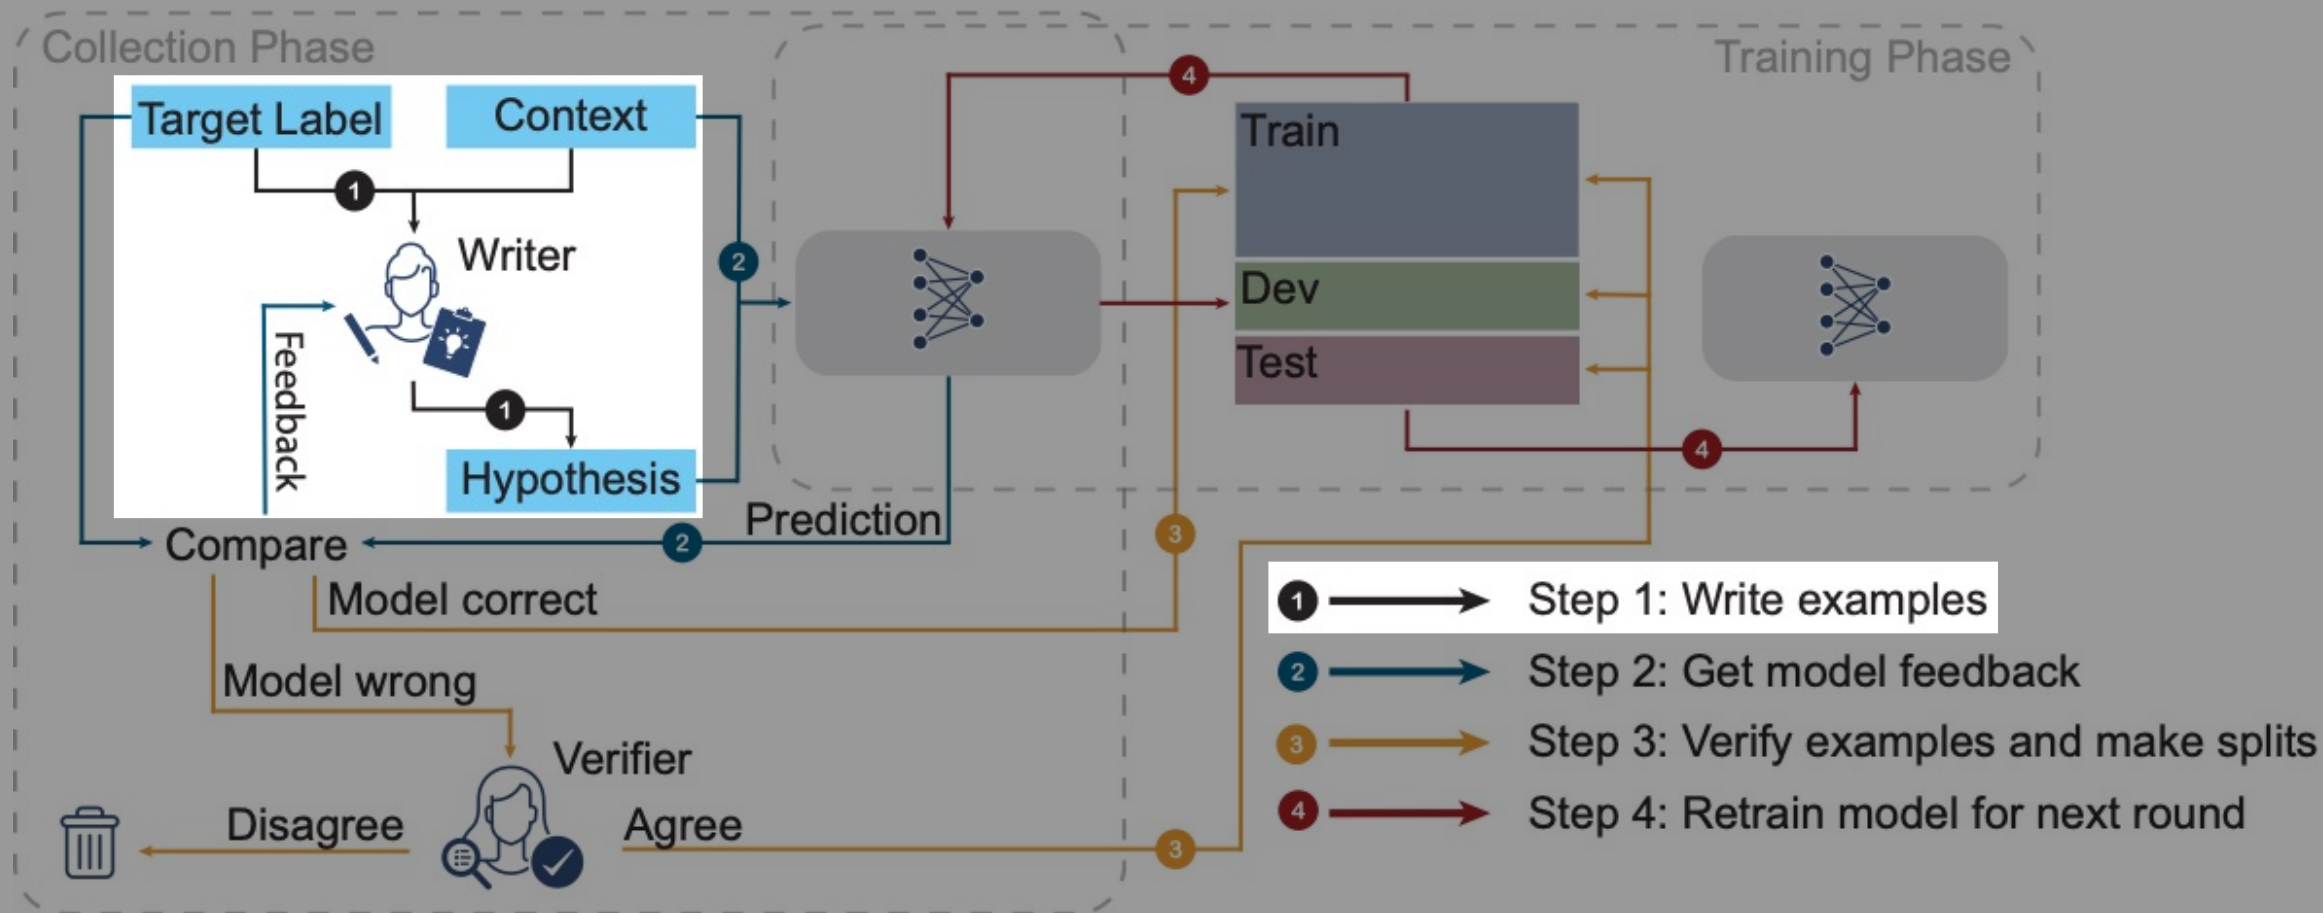 Collection Phase
Training Phase
Target Label
Context
4
Train
1
Writer
2
Dev
Feedback
Test
1
4
Hypothesis
Prediction
3
Compare
2
Model correct
1 Step 1: Write examples
Model wrong
2 Step 2: Get model feedback
3 Step 3: Verify examples and make splits
Verifier
4 Step 4: Retrain model for next round
Disagree
Agree
3